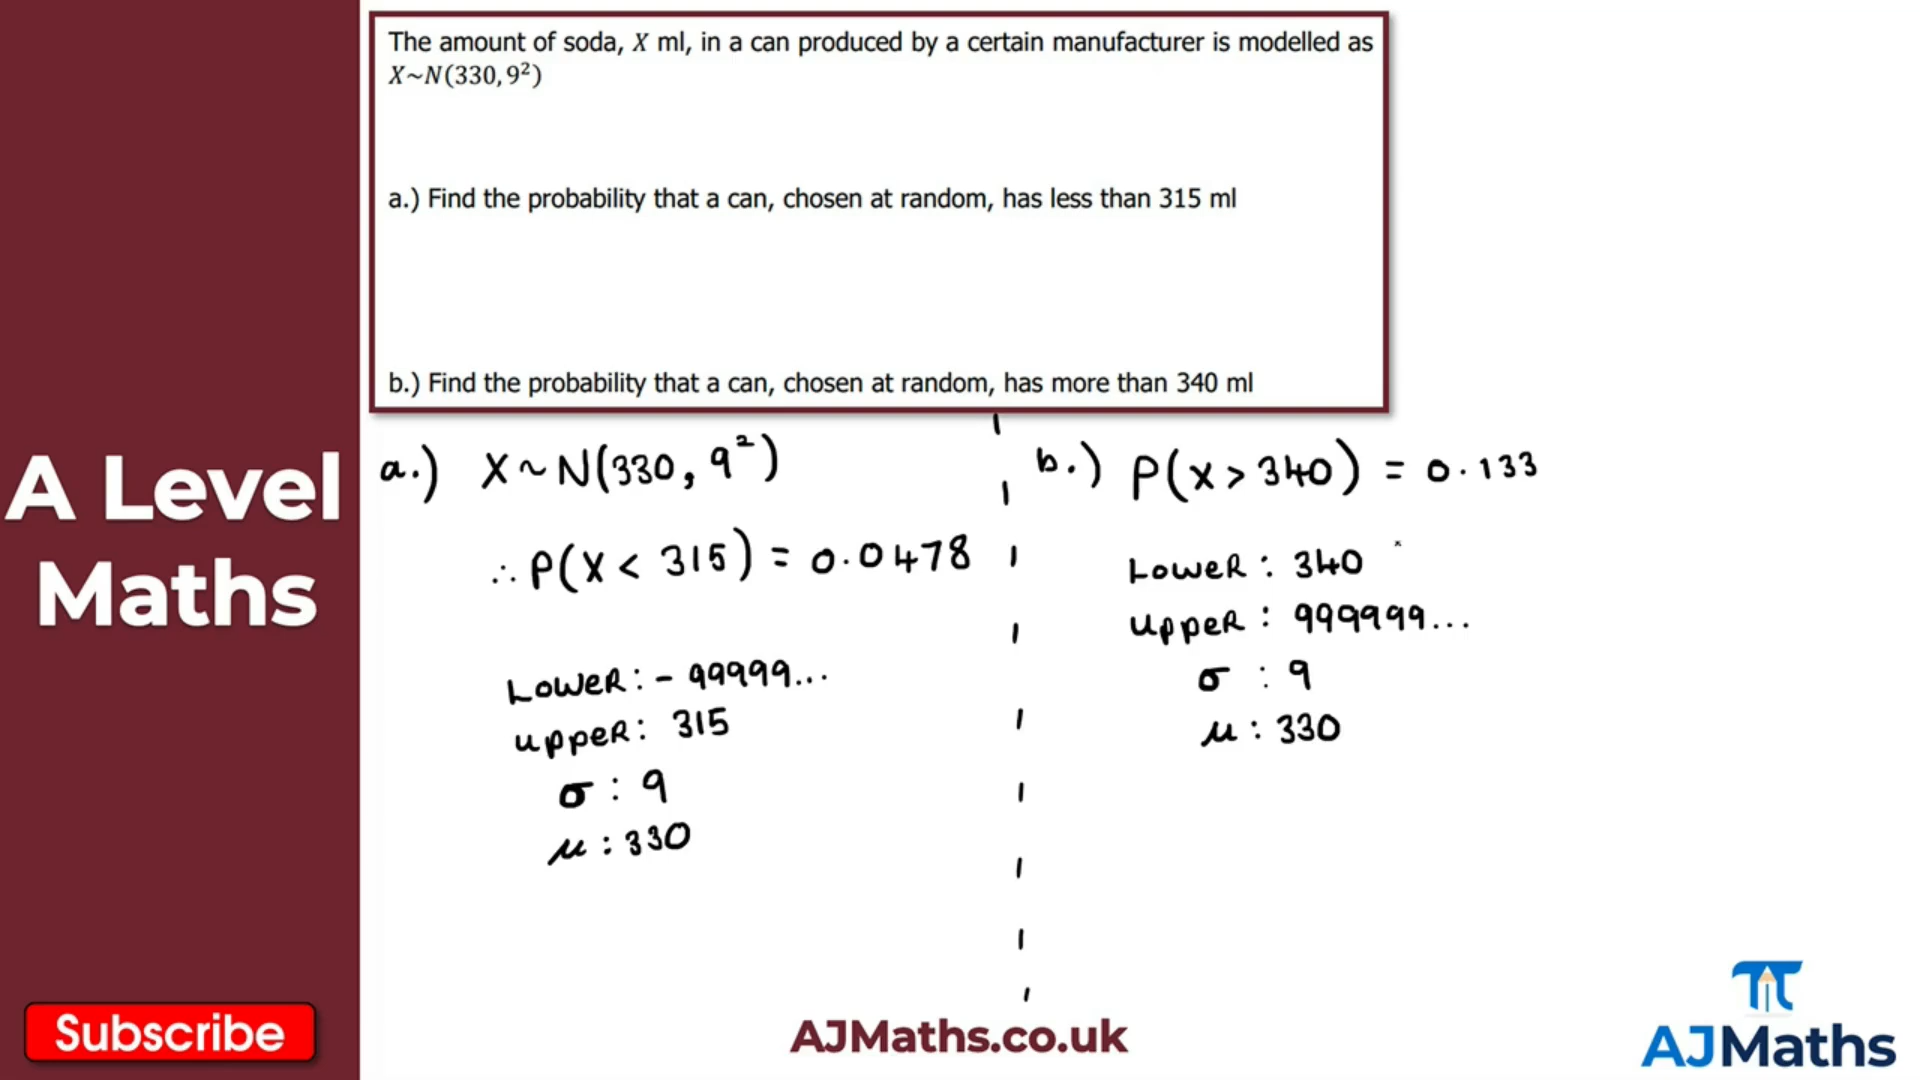 The amount of soda, X ml, in a can produced by a certain manufacturer is modelled as
X~N(330,9²)
a.) Find the probability that a can, chosen at random, has less than 315 ml
b.) Find the probability that a can, chosen at random, has more than 340 ml
A Level
Maths
a.) X~N(330, 9²)
∴ P(X < 315) = 0.0478
Lower: - 99999...
upper: 315
σ : 9
μ : 330
b.) P(X > 340) = 0.133
Lower: 340
upper: 999999...
σ : 9
μ : 330
Subscribe
AJMaths.co.uk
AJMaths